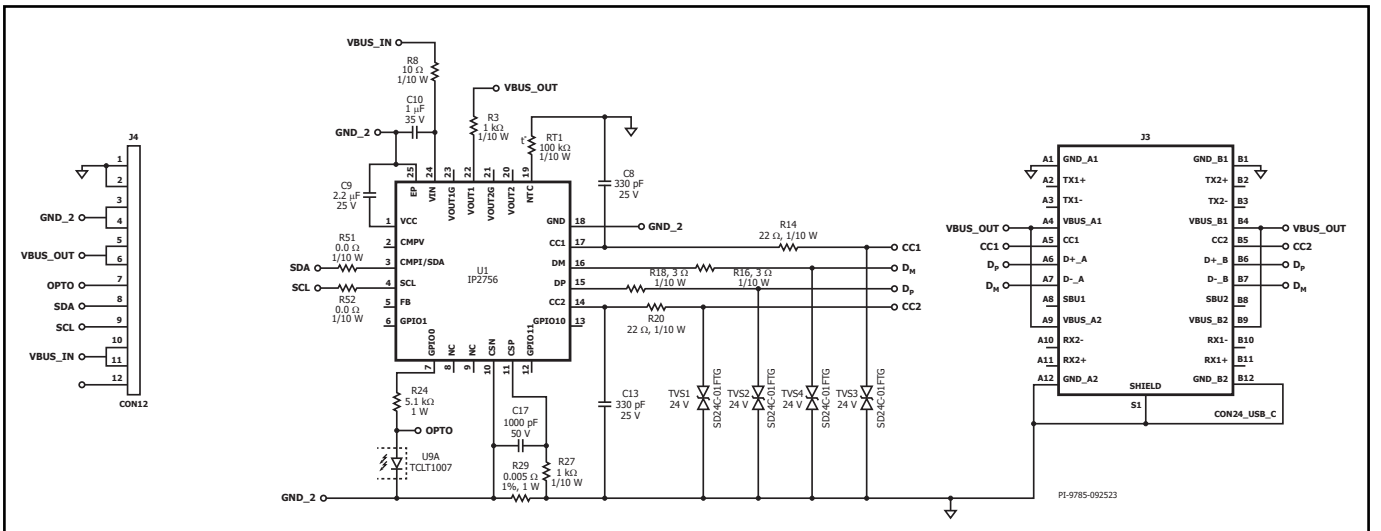 VBUS_IN
R8
10 Ω
1/10 W
C10
1 μF
35 V
GND_2
VBUS_OUT
R3
1 kΩ
1/10 W
t°
RT1
100 kΩ
1/10 W
C9
2.2 μF
25 V
C8
330 pF
25 V
25
24
23
22
21
20
19
EP
VIN
VOUT1G
VOUT1
VOUT2G
VOUT2
NTC
1
VCC
2
CMPV
3
CMPI/SDA
4
SCL
5
FB
6
GPIO1
U1
IP2756
GND
18
GND_2
CC1
17
DM
16
DP
15
CC2
14
GPIO10
13
GPIO0
NC
NC
CSN
CSP
GPIO11
7
8
9
10
11
12
R51
0.0 Ω
1/10 W
SDA
SCL
R52
0.0 Ω
1/10 W
R14
22 Ω, 1/10 W
CC1
R18, 3 Ω
1/10 W
R16, 3 Ω
1/10 W
DM
DP
CC2
R20
22 Ω, 1/10 W
R24
5.1 kΩ
1 W
OPTO
U9A
TCLT1007
C17
1000 pF
50 V
R29
0.005 Ω
1%, 1 W
R27
1 kΩ
1/10 W
GND_2
C13
330 pF
25 V
TVS1
24 V
SD24C-01FTG
TVS2
24 V
SD24C-01FTG
TVS4
24 V
SD24C-01FTG
TVS3
24 V
SD24C-01FTG
J4
1
2
3
GND_2
4
5
VBUS_OUT
6
OPTO
7
SDA
8
SCL
9
10
VBUS_IN
11
12
CON12
J3
A1 GND_A1 GND_B1 B1
A2 TX1+ TX2+ B2
A3 TX1- TX2- B3
VBUS_OUT A4 VBUS_A1 VBUS_B1 B4 VBUS_OUT
CC1 A5 CC1 CC2 B5 CC2
DP A6 D+_A D+_B B6 DP
DM A7 D-_A D-_B B7 DM
A8 SBU1 SBU2 B8
A9 VBUS_A2 VBUS_B2 B9
A10 RX2- RX1- B10
A11 RX2+ RX1+ B11
A12 GND_A2 GND_B2 B12
SHIELD
S1
CON24_USB_C
PI-9785-092523